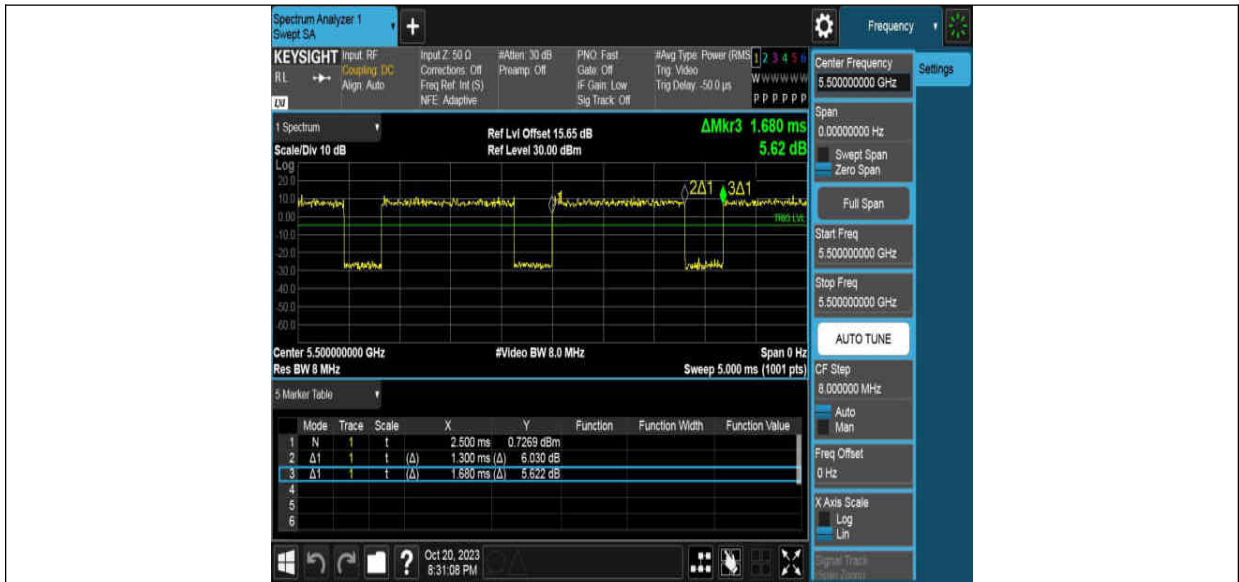 Spectrum Analyzer 1
Swept SA
+
Frequency
KEYSIGHT Input: RF Input Z: 50 Ω #Atten: 30 dB PNO: Fast #Avg Type: Power (RMS 1 2 3 4 5 6
RL Coupling: DC Corrections: Off Preamp: Off Gate: Off Trig: Video W W W W W W
Align: Auto Freq Ref: Int (S) IF Gain: Low Trig Delay: -50.0 µs
LXI NFE: Adaptive Sig Track: Off P P P P P P
1 Spectrum
Scale/Div 10 dB
Ref Lvl Offset 15.65 dB
Ref Level 30.00 dBm
ΔMkr3 1.680 ms
5.62 dB
Log
20.0
10.0
0.00
-10.0
-20.0
-30.0
-40.0
-50.0
-60.0
2Δ1 3Δ1
TRIG LVL
Center 5.500000000 GHz #Video BW 8.0 MHz Span 0 Hz
Res BW 8 MHz Sweep 5.000 ms (1001 pts)
5 Marker Table
Mode Trace Scale X Y Function Function Width Function Value
1 N 1 t 2.500 ms 0.7269 dBm
2 Δ1 1 t (Δ) 1.300 ms (Δ) 6.030 dB
3 Δ1 1 t (Δ) 1.680 ms (Δ) 5.622 dB
4
5
6
?
Oct 20, 2023
8:31:08 PM
Center Frequency
5.500000000 GHz
Settings
Span
0.00000000 Hz
Swept Span
Zero Span
Full Span
Start Freq
5.500000000 GHz
Stop Freq
5.500000000 GHz
AUTO TUNE
CF Step
8.000000 MHz
Auto
Man
Freq Offset
0 Hz
X Axis Scale
Log
Lin
Signal Track
(Span Zoom)